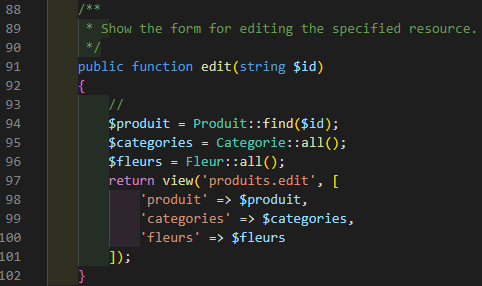 88 /**
89 * Show the form for editing the specified resource.
90 */
91 public function edit(string $id)
92 {
93 //
94 $produit = Produit::find($id);
95 $categories = Categorie::all();
96 $fleurs = Fleur::all();
97 return view('produits.edit', [
98 'produit' => $produit,
99 'categories' => $categories,
100 'fleurs' => $fleurs
101 ]);
102 }